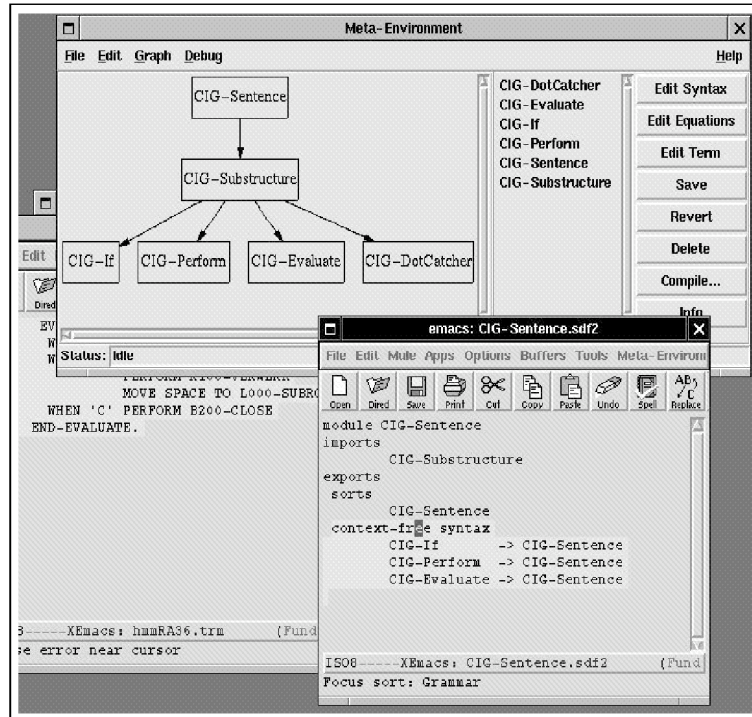 Meta-Environment
File Edit Graph Debug Help
CIG-Sentence
CIG-Substructure
CIG-If CIG-Perform CIG-Evaluate CIG-DotCatcher
CIG-DotCatcher
CIG-Evaluate
CIG-If
CIG-Perform
CIG-Sentence
CIG-Substructure
Edit Syntax
Edit Equations
Edit Term
Save
Revert
Delete
Compile...
Info
Status: Idle
Edit
Dired
EV
W
W
MOVE SPACE TO L000-SUBRO
WHEN 'C' PERFORM B200-CLOSE
END-EVALUATE.
8-----XEmacs: hmmRA36.trm (Fund
se error near cursor
emacs: CIG-Sentence.sdf2
File Edit Mule Apps Options Buffers Tools Meta-Environm
Open Dired Save Print Cut Copy Paste Undo Spell Replace
module CIG-Sentence
imports
CIG-Substructure
exports
sorts
CIG-Sentence
context-free syntax
CIG-If -> CIG-Sentence
CIG-Perform -> CIG-Sentence
CIG-Evaluate -> CIG-Sentence
ISO8-----XEmacs: CIG-Sentence.sdf2 (Fund
Focus sort: Grammar